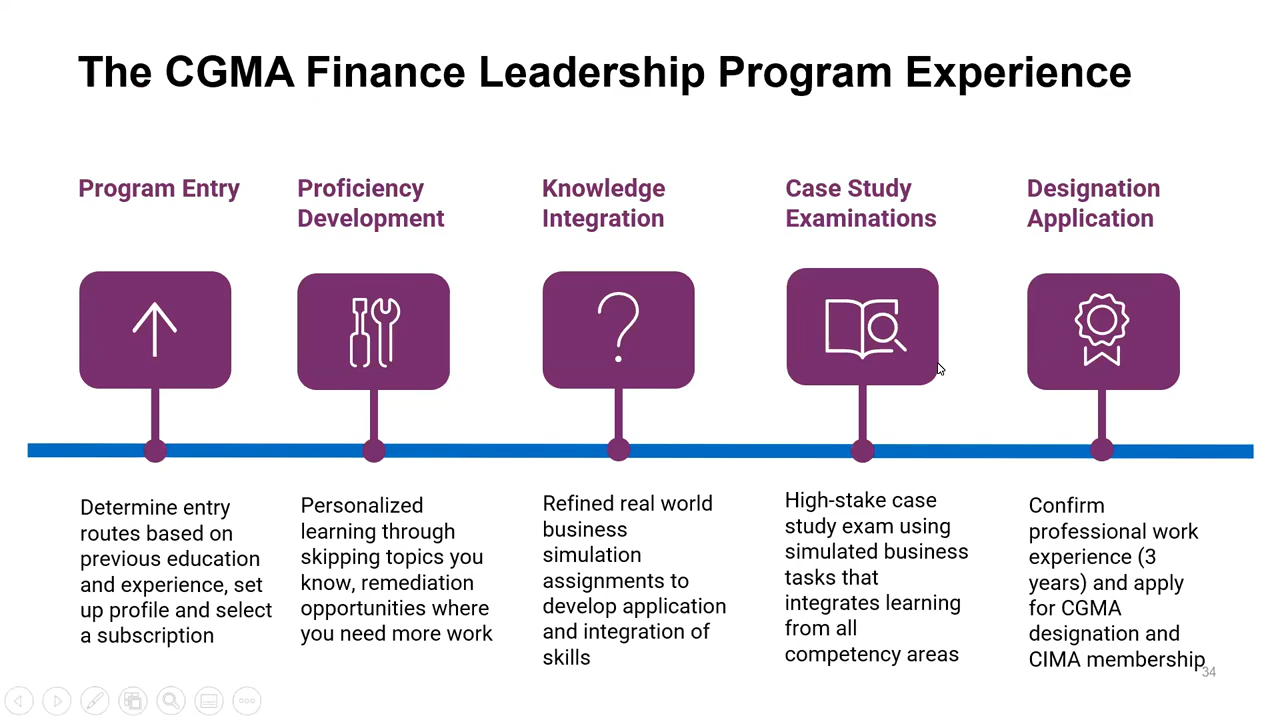 The CGMA Finance Leadership Program Experience
Program Entry
Proficiency
Development
Knowledge
Integration
Case Study
Examinations
Designation
Application
Determine entry
routes based on
previous education
and experience, set
up profile and select
a subscription
Personalized
learning through
skipping topics you
know, remediation
opportunities where
you need more work
Refined real world
business
simulation
assignments to
develop application
and integration of
skills
High-stake case
study exam using
simulated business
tasks that
integrates learning
from all
competency areas
Confirm
professional work
experience (3
years) and apply
for CGMA
designation and
CIMA membership
34